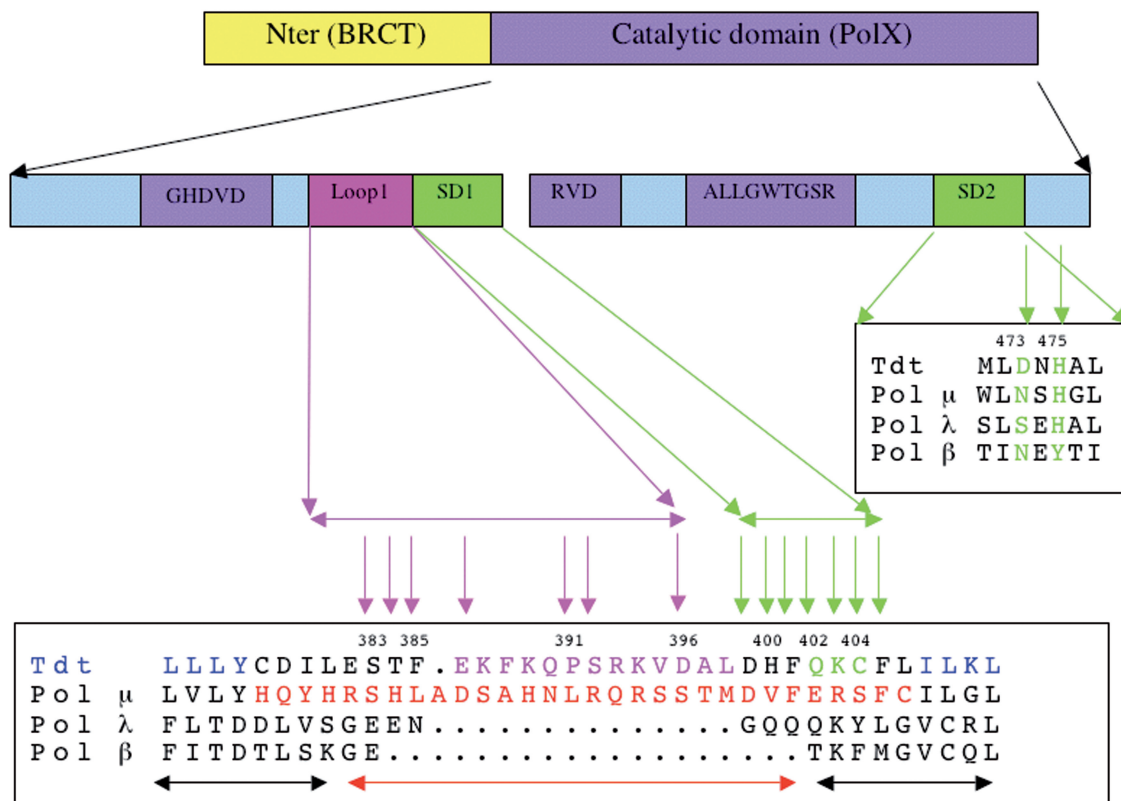 Nter (BRCT) Catalytic domain (PolX)
GHDVD Loop1 SD1 RVD ALLGWTGSR SD2
473 475
Tdt MLDNHAL
Pol μ WLNSHGL
Pol λ SLSEHAL
Pol β TINEYTI
383 385 391 396 400 402 404
Tdt LLLYCDILESTF.EKFKQPSRKVDALDHFQKCFLILKL
Pol μ LVLYHQYHRSHLADSAHNLRQRSSTMDVFERSFCILGL
Pol λ FLTDDLVSGEEN..............GQQQKYLGVCRL
Pol β FITDTLSKGE...................TKFMGVCQL